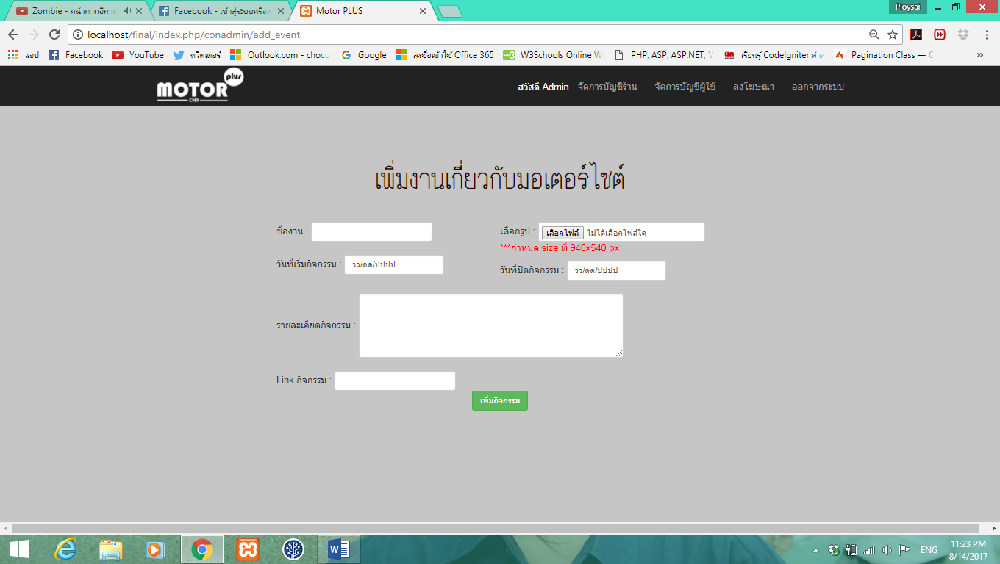 Zombie - หน้ากากอีกาดำ
Facebook - เข้าสู่ระบบหรือส
Motor PLUS
Ploysai
localhost/final/index.php/conadmin/add_event
แอป
Facebook
YouTube
ทวิตเตอร์
Outlook.com - choco
Google
ลงชื่อเข้าใช้ Office 365
W3Schools Online W
PHP, ASP, ASP.NET, V
เรียนรู้ CodeIgniter ด้ว
Pagination Class — C
»
MOTOR plus
CNX
สวัสดี Admin
จัดการบัญชีร้าน
จัดการบัญชีผู้ใช้
ลงโฆษณา
ออกจากระบบ
เพิ่มงานเกี่ยวกับมอเตอร์ไซต์
ชื่องาน :
เลือกรูป : เลือกไฟล์ ไม่ได้เลือกไฟล์ใด
***กำหนด size ที่ 940x540 px
วันที่เริ่มกิจกรรม : วว/ดด/ปปปป
วันที่ปิดกิจกรรม : วว/ดด/ปปปป
รายละเอียดกิจกรรม :
Link กิจกรรม :
เพิ่มกิจกรรม
ENG
11:23 PM
8/14/2017